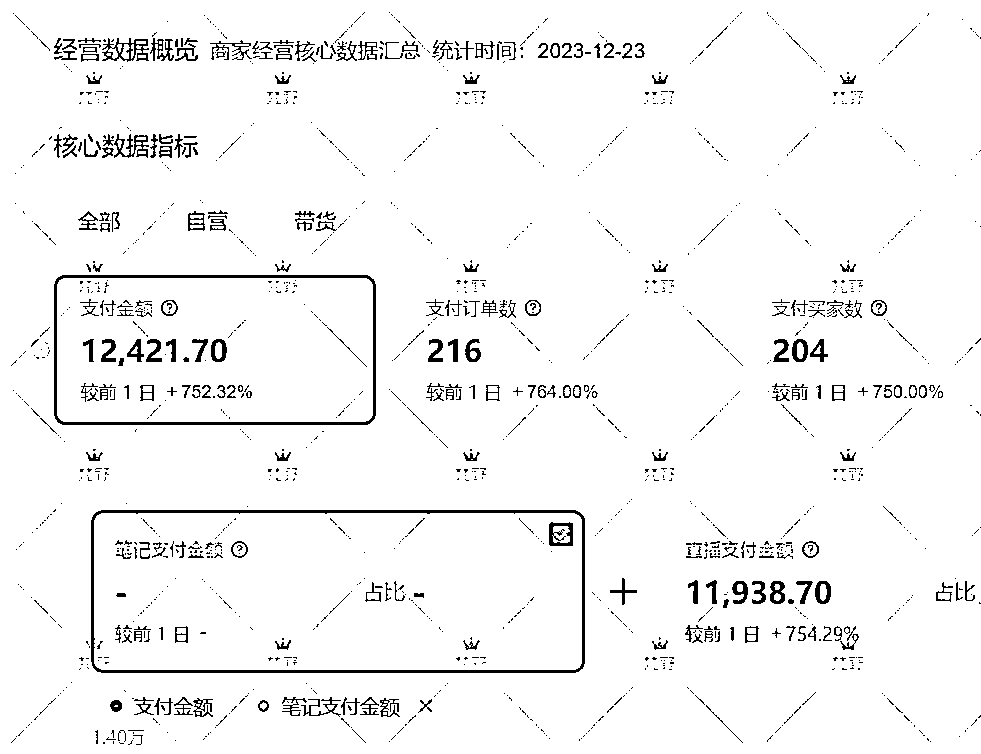 经营数据概览 商家经营核心数据汇总 统计时间：2023-12-23
核心数据指标
全部 自营 带货
支付金额 支付订单数 支付买家数
12,421.70 216 204
较前 1 日 +752.32% 较前 1 日 +764.00% 较前 1 日 +750.00%
笔记支付金额 直播支付金额
- 占比 - + 11,938.70 占比
较前 1 日 - 较前 1 日 +754.29%
支付金额 笔记支付金额
1.40万